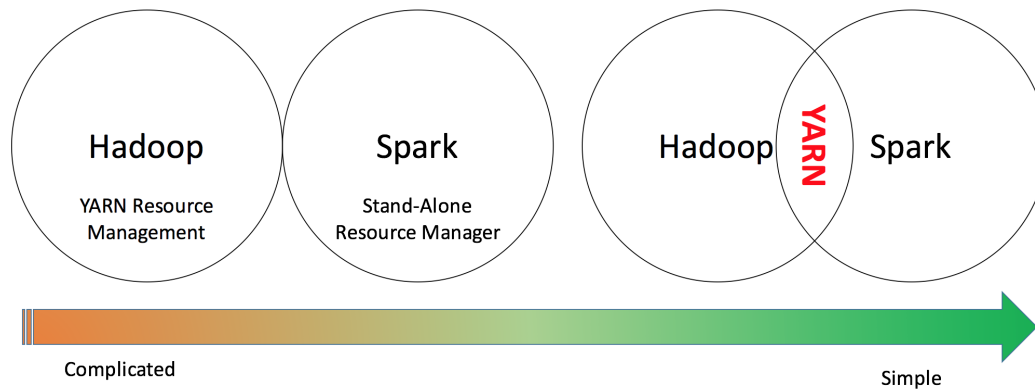 Hadoop
YARN Resource
Management
Spark
Stand-Alone
Resource Manager
Hadoop
YARN
Spark
Complicated
Simple